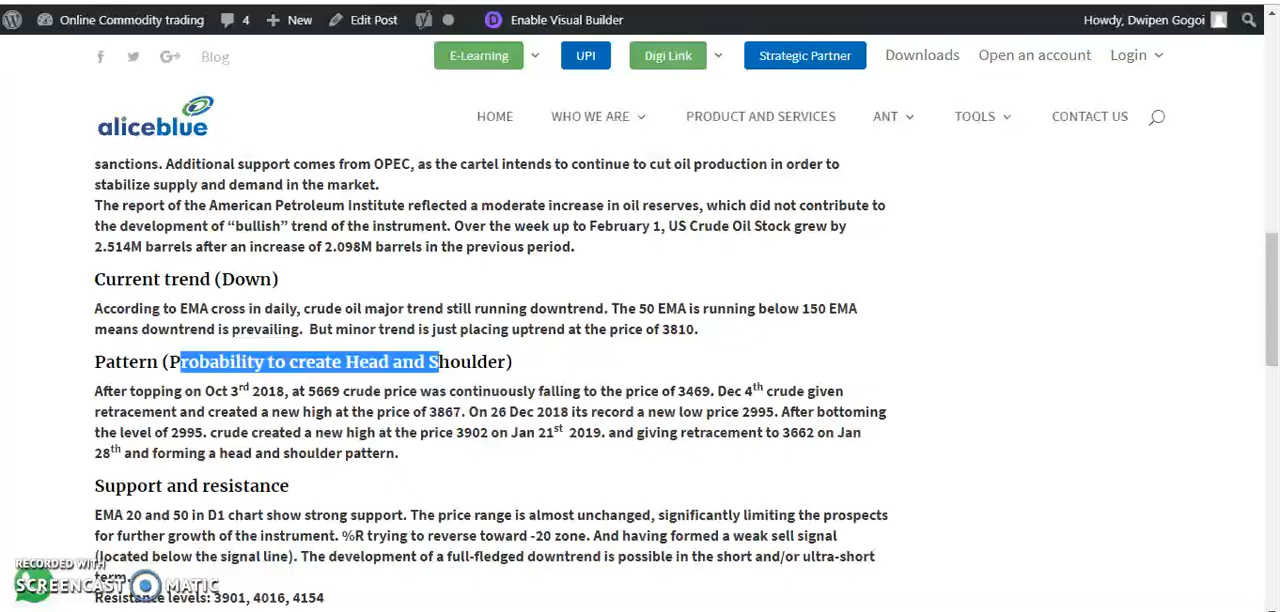 Online Commodity trading 4 New Edit Post Enable Visual Builder Howdy, Dwipen Gogoi
Blog E-Learning UPI Digi Link Strategic Partner Downloads Open an account Login
aliceblue HOME WHO WE ARE PRODUCT AND SERVICES ANT TOOLS CONTACT US
sanctions. Additional support comes from OPEC, as the cartel intends to continue to cut oil production in order to
stabilize supply and demand in the market.
The report of the American Petroleum Institute reflected a moderate increase in oil reserves, which did not contribute to
the development of “bullish” trend of the instrument. Over the week up to February 1, US Crude Oil Stock grew by
2.514M barrels after an increase of 2.098M barrels in the previous period.
Current trend (Down)
According to EMA cross in daily, crude oil major trend still running downtrend. The 50 EMA is running below 150 EMA
means downtrend is prevailing. But minor trend is just placing uptrend at the price of 3810.
Pattern (Probability to create Head and Shoulder)
After topping on Oct 3rd 2018, at 5669 crude price was continuously falling to the price of 3469. Dec 4th crude given
retracement and created a new high at the price of 3867. On 26 Dec 2018 its record a new low price 2995. After bottoming
the level of 2995. crude created a new high at the price 3902 on Jan 21st 2019. and giving retracement to 3662 on Jan
28th and forming a head and shoulder pattern.
Support and resistance
EMA 20 and 50 in D1 chart show strong support. The price range is almost unchanged, significantly limiting the prospects
for further growth of the instrument. %R trying to reverse toward -20 zone. And having formed a weak sell signal
(located below the signal line). The development of a full-fledged downtrend is possible in the short and/or ultra-short
term.
Resistance levels: 3901, 4016, 4154
RECORDED WITH
SCREENCAST MATIC